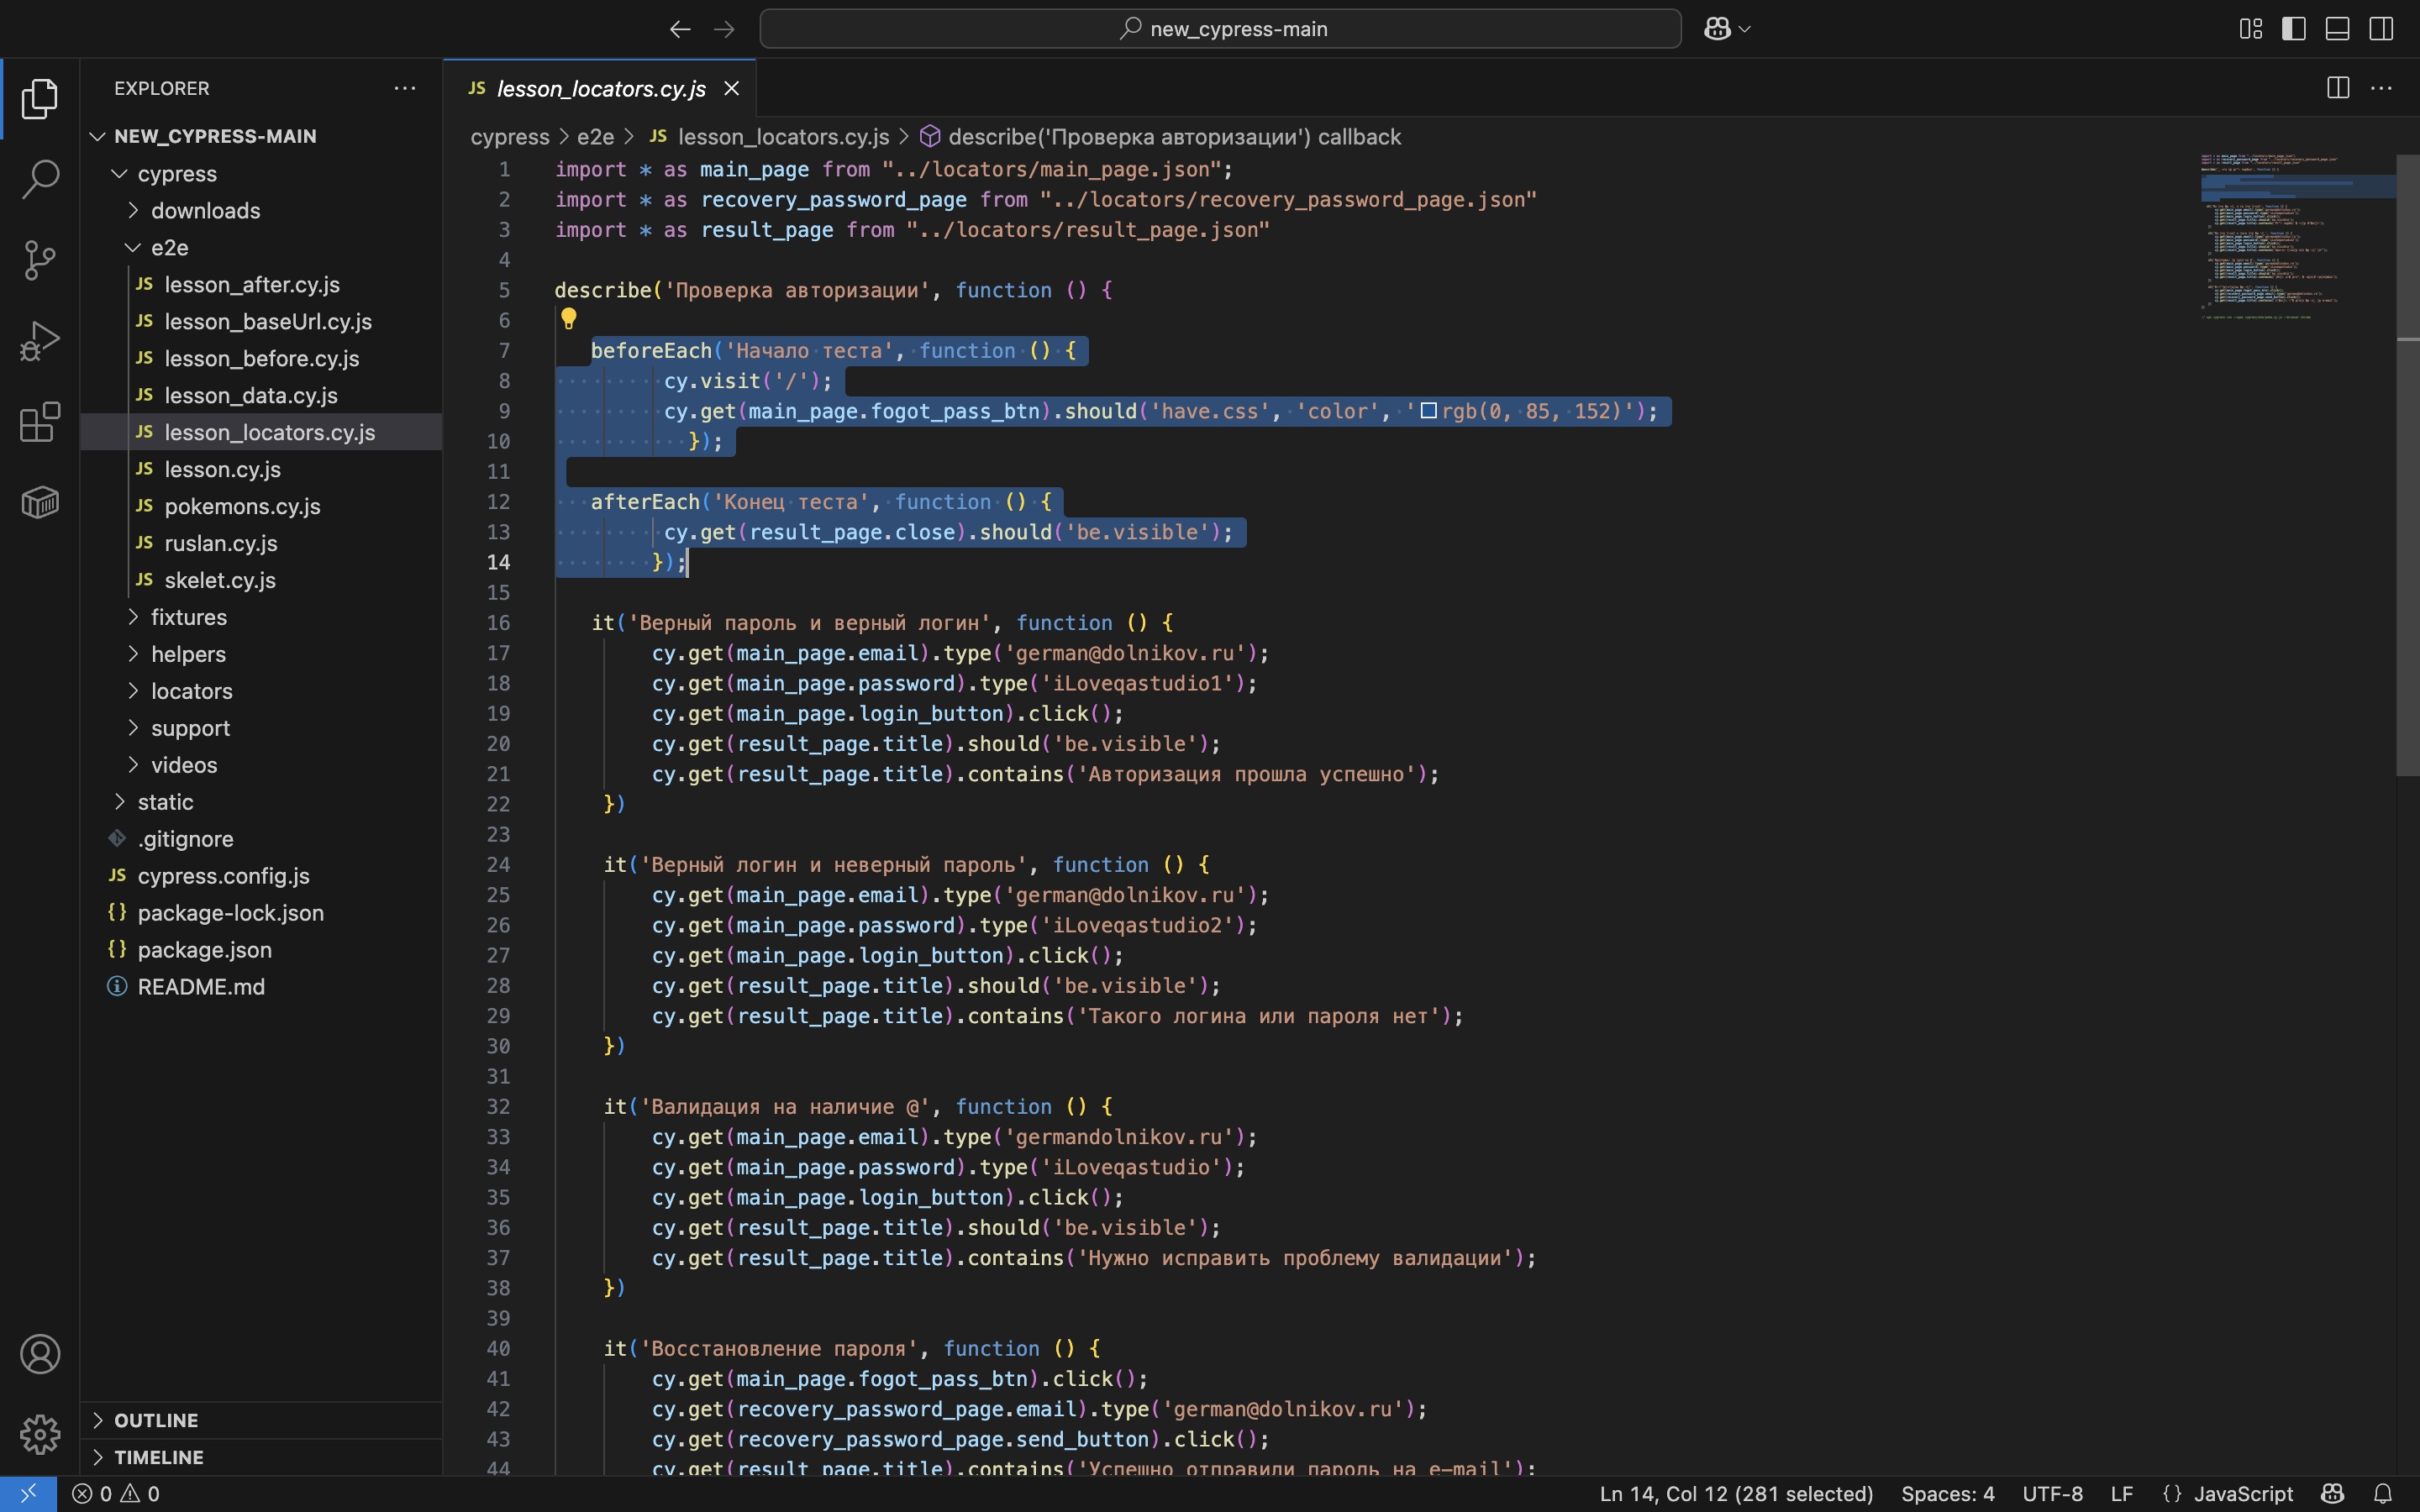 new_cypress-main
EXPLORER
NEW_CYPRESS-MAIN
cypress
downloads
e2e
JS lesson_after.cy.js
JS lesson_baseUrl.cy.js
JS lesson_before.cy.js
JS lesson_data.cy.js
JS lesson_locators.cy.js
JS lesson.cy.js
JS pokemons.cy.js
JS ruslan.cy.js
JS skelet.cy.js
fixtures
helpers
locators
support
videos
static
.gitignore
JS cypress.config.js
{} package-lock.json
{} package.json
README.md
OUTLINE
TIMELINE
JS lesson_locators.cy.js
cypress > e2e > JS lesson_locators.cy.js > describe('Проверка авторизации') callback
1 import * as main_page from "../locators/main_page.json";
2 import * as recovery_password_page from "../locators/recovery_password_page.json"
3 import * as result_page from "../locators/result_page.json"
4
5 describe('Проверка авторизации', function () {
6
7 beforeEach('Начало теста', function () {
8 cy.visit('/');
9 cy.get(main_page.fogot_pass_btn).should('have.css', 'color', 'rgb(0, 85, 152)');
10 });
11
12 afterEach('Конец теста', function () {
13 cy.get(result_page.close).should('be.visible');
14 });
15
16 it('Верный пароль и верный логин', function () {
17 cy.get(main_page.email).type('german@dolnikov.ru');
18 cy.get(main_page.password).type('iLoveqastudio1');
19 cy.get(main_page.login_button).click();
20 cy.get(result_page.title).should('be.visible');
21 cy.get(result_page.title).contains('Авторизация прошла успешно');
22 })
23
24 it('Верный логин и неверный пароль', function () {
25 cy.get(main_page.email).type('german@dolnikov.ru');
26 cy.get(main_page.password).type('iLoveqastudio2');
27 cy.get(main_page.login_button).click();
28 cy.get(result_page.title).should('be.visible');
29 cy.get(result_page.title).contains('Такого логина или пароля нет');
30 })
31
32 it('Валидация на наличие @', function () {
33 cy.get(main_page.email).type('germandolnikov.ru');
34 cy.get(main_page.password).type('iLoveqastudio');
35 cy.get(main_page.login_button).click();
36 cy.get(result_page.title).should('be.visible');
37 cy.get(result_page.title).contains('Нужно исправить проблему валидации');
38 })
39
40 it('Восстановление пароля', function () {
41 cy.get(main_page.fogot_pass_btn).click();
42 cy.get(recovery_password_page.email).type('german@dolnikov.ru');
43 cy.get(recovery_password_page.send_button).click();
44 cy.get(result_page.title).contains('Успешно отправили пароль на e-mail');
0 0
Ln 14, Col 12 (281 selected) Spaces: 4 UTF-8 LF {} JavaScript